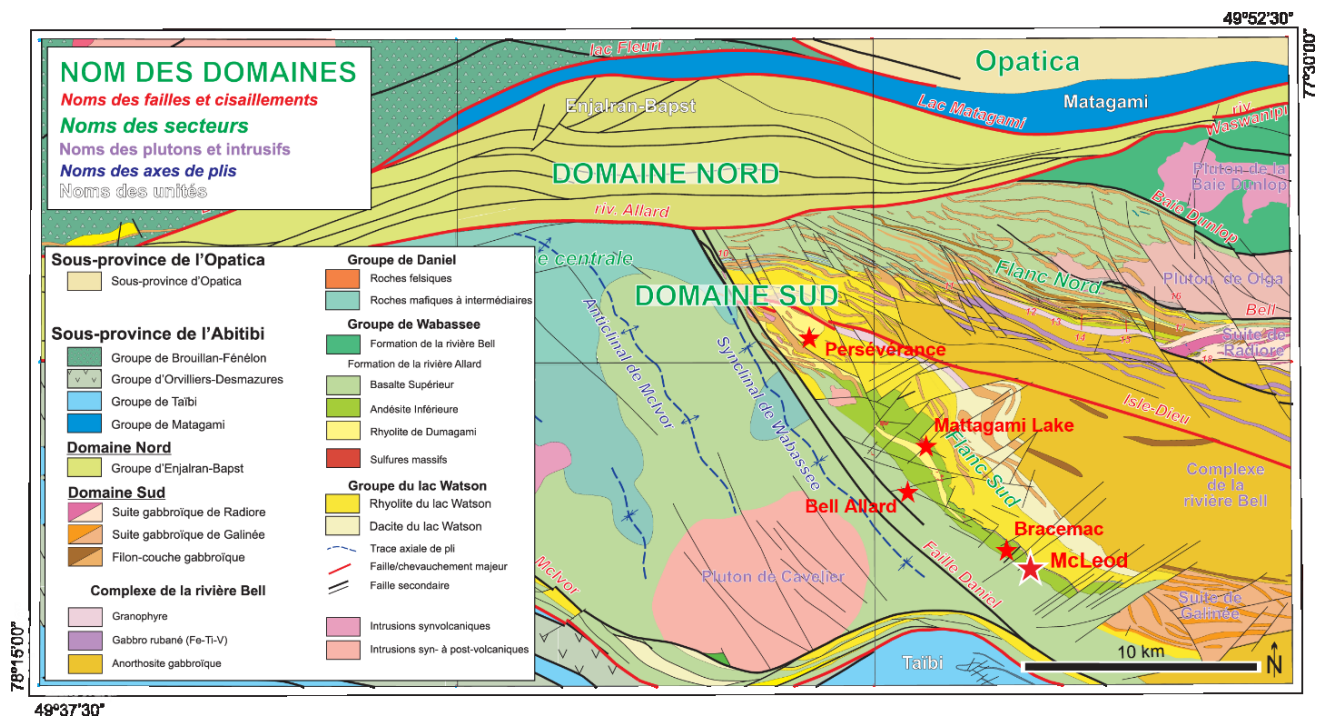 49°52'30"
77°30'00"
NOM DES DOMAINES
Noms des failles et cisaillements
Noms des secteurs
Noms des plutons et intrusifs
Noms des axes de plis
Noms des unités
lac Fleuri
Opatica
Enjalran-Bapst
Lac Matagami
Matagami
riv.
Waswanipi
DOMAINE NORD
Pluton de la
Baie Dunlop
Baie Dunlop
riv. Allard
e centrale
Flanc Nord
Pluton de Olga
DOMAINE SUD
10
11
12
13
14
15
16
17
18
Bell
Suite de
Radiore
Persévérance
Anticlinal de McIvor
Synclinal de Wabassee
Isle-Dieu
Mattagami Lake
Flanc Sud
Complexe
de la
rivière Bell
Bell Allard
Bracemac
McLeod
Faille Daniel
Pluton de Cavelier
McIvor
Suite de
Galinée
Taïbi
10 km
N
Sous-province de l'Opatica
Sous-province d'Opatica
Sous-province de l'Abitibi
Groupe de Brouillan-Fénélon
Groupe d'Orvilliers-Desmazures
Groupe de Taïbi
Groupe de Matagami
Domaine Nord
Groupe d'Enjalran-Bapst
Domaine Sud
Suite gabbroïque de Radiore
Suite gabbroïque de Galinée
Filon-couche gabbroïque
Complexe de la rivière Bell
Granophyre
Gabbro rubané (Fe-Ti-V)
Anorthosite gabbroïque
Groupe de Daniel
Roches felsiques
Roches mafiques à intermédiaires
Groupe de Wabassee
Formation de la rivière Bell
Formation de la rivière Allard
Basalte Supérieur
Andésite Inférieure
Rhyolite de Dumagami
Sulfures massifs
Groupe du lac Watson
Rhyolite du lac Watson
Dacite du lac Watson
Trace axiale de pli
Faille/chevauchement majeur
Faille secondaire
Intrusions synvolcaniques
Intrusions syn- à post-volcaniques
78°15'00"
49°37'30"